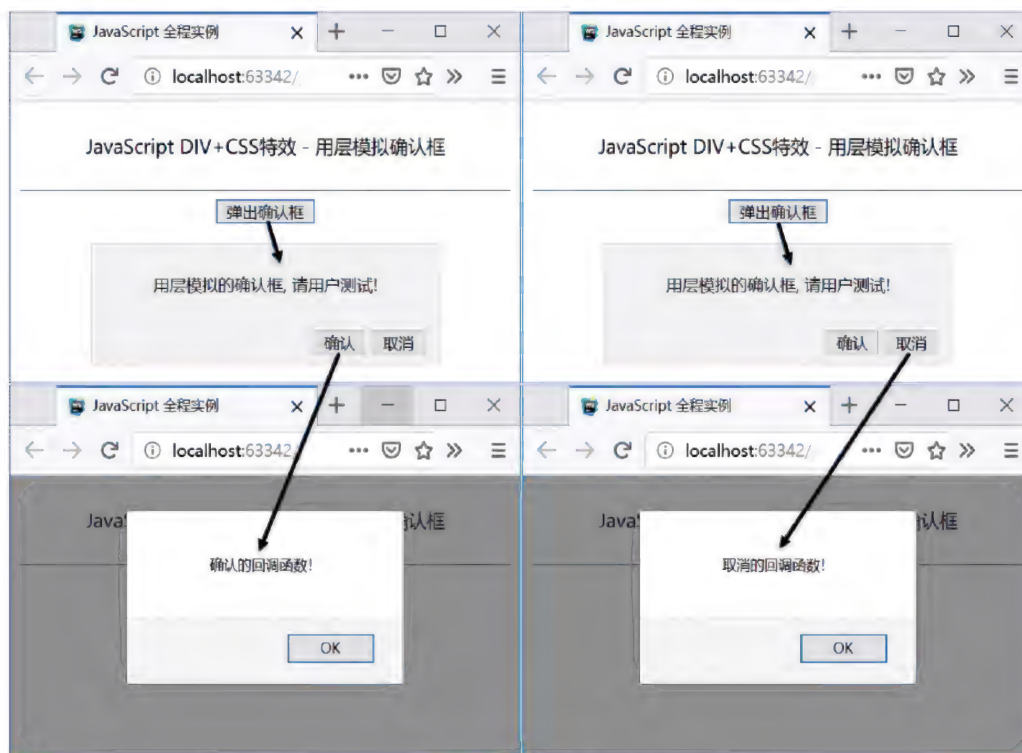 JavaScript 全程实例
localhost:63342/
JavaScript DIV+CSS特效 - 用层模拟确认框
弹出确认框
用层模拟的确认框, 请用户测试!
确认 取消
JavaScript 全程实例
localhost:63342/
JavaScript DIV+CSS特效 - 用层模拟确认框
弹出确认框
用层模拟的确认框, 请用户测试!
确认 取消
JavaScript 全程实例
localhost:63342
Java 认框
确认的回调函数!
OK
JavaScript 全程实例
localhost:63342/
Java 认框
取消的回调函数!
OK